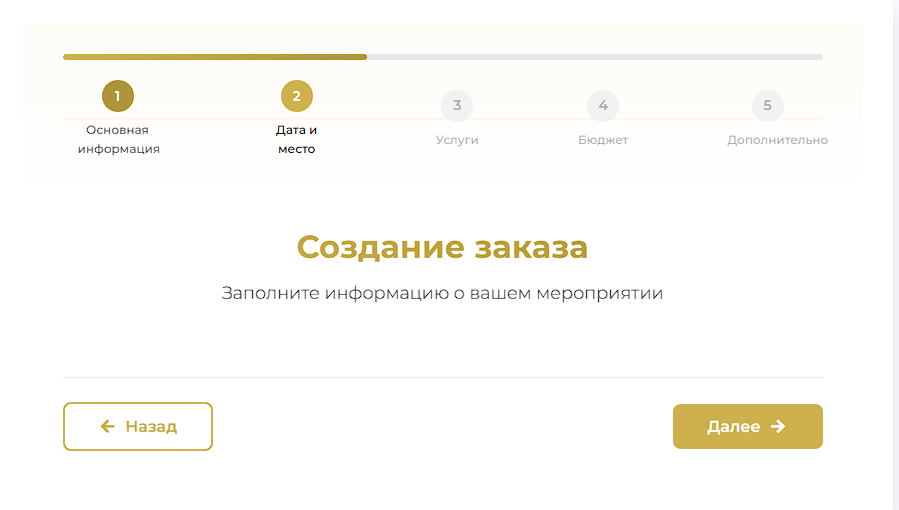 1
2
3
4
5
Основная
информация
Дата и
место
Услуги
Бюджет
Дополнительно
Создание заказа
Заполните информацию о вашем мероприятии
← Назад
Далее →